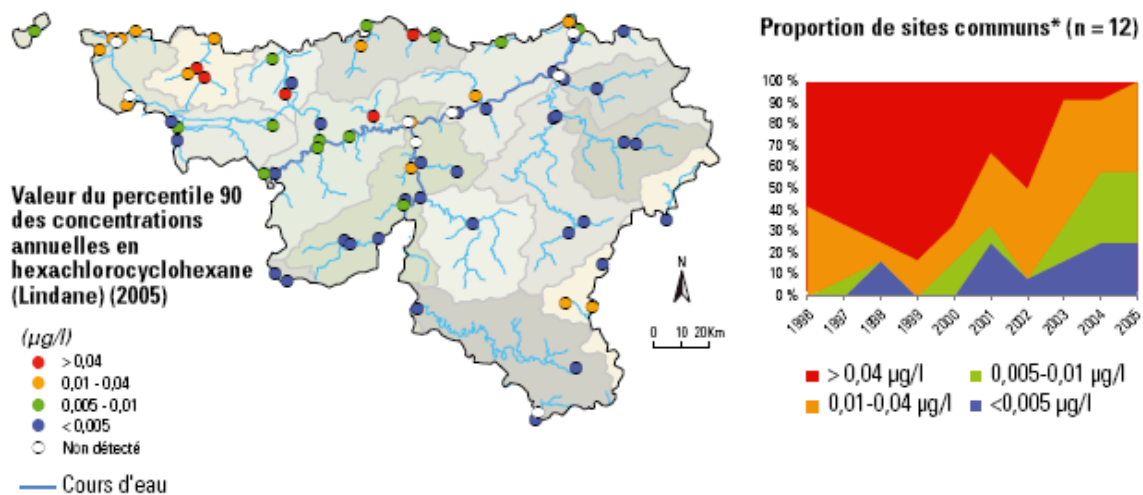 Valeur du percentile 90
des concentrations
annuelles en
hexachlorocyclohexane
(Lindane) (2005)
(µg/l)
> 0,04
0,01 - 0,04
0,005 - 0,01
< 0,005
Non détecté
Cours d'eau
N
0 10 20Km
Proportion de sites communs* (n = 12)
100 %
90 %
80 %
70 %
60 %
50 %
40 %
30 %
20 %
10 %
0 %
1996 1997 1998 1999 2000 2001 2002 2003 2004 2005
> 0,04 µg/l 0,005-0,01 µg/l
0,01-0,04 µg/l <0,005 µg/l